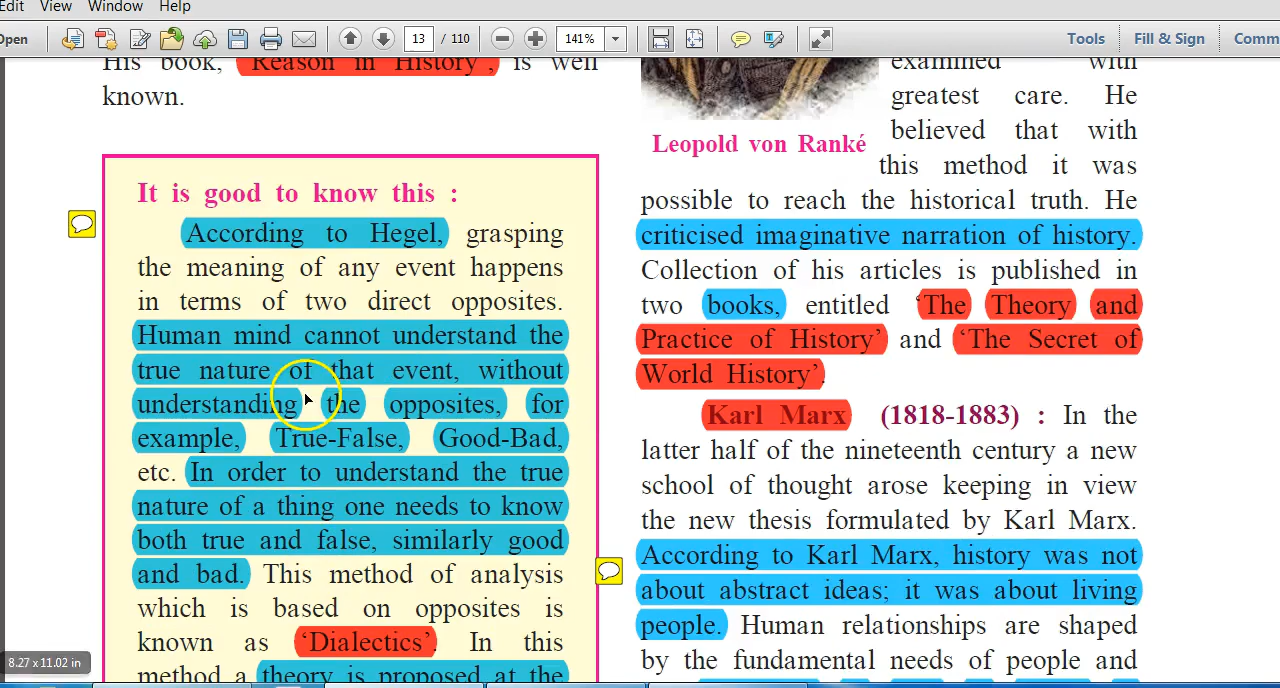 Edit View Window Help
Open 13 / 110 141% Tools Fill & Sign Comm
His book, 'Reason in History', is well
known.
It is good to know this :
According to Hegel, grasping
the meaning of any event happens
in terms of two direct opposites.
Human mind cannot understand the
true nature of that event, without
understanding the opposites, for
example, True-False, Good-Bad,
etc. In order to understand the true
nature of a thing one needs to know
both true and false, similarly good
and bad. This method of analysis
which is based on opposites is
known as 'Dialectics'. In this
method a theory is proposed at the
8.27 x 11.02 in
Leopold von Ranké
examined with
greatest care. He
believed that with
this method it was
possible to reach the historical truth. He
criticised imaginative narration of history.
Collection of his articles is published in
two books, entitled 'The Theory and
Practice of History' and 'The Secret of
World History'.
Karl Marx (1818-1883) : In the
latter half of the nineteenth century a new
school of thought arose keeping in view
the new thesis formulated by Karl Marx.
According to Karl Marx, history was not
about abstract ideas; it was about living
people. Human relationships are shaped
by the fundamental needs of people and